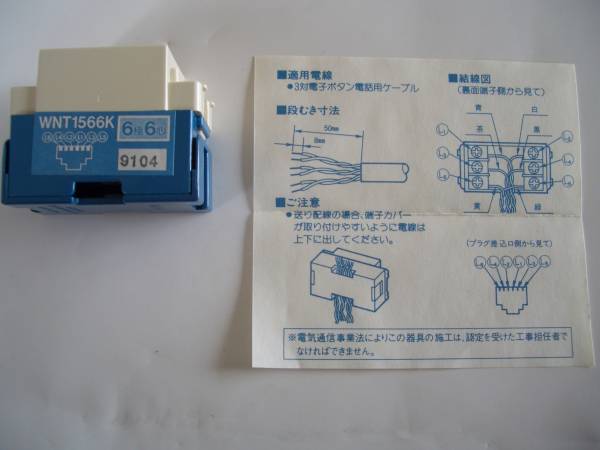 WNT1566K
6極6心
9104
■適用電線
●3対電子ボタン電話用ケーブル
■段むき寸法
50mm
8mm
■ご注意
●送り配線の場合、端子カバー
が取り付けやすいように電線は
上下に出してください。
■結線図
(裏面端子側から見て)
青
白
茶
黒
黄
緑
(プラグ差込口側から見て)
※電気通信事業法によりこの器具の施工は、認定を受けた工事担任者で
なければできません。